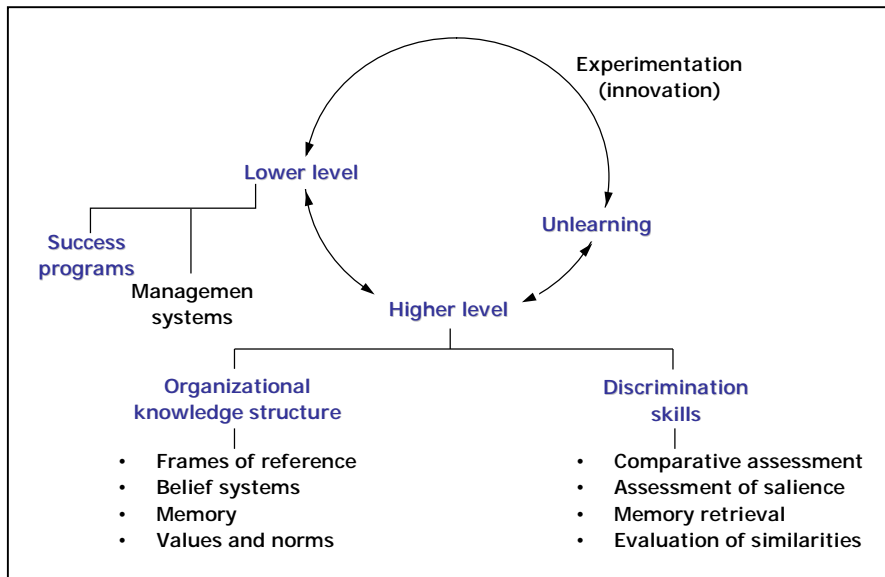 Experimentation
(innovation)
Lower level
Unlearning
Success
programs
Managemen
systems
Higher level
Organizational
knowledge structure
Discrimination
skills
• Frames of reference
• Belief systems
• Memory
• Values and norms
• Comparative assessment
• Assessment of salience
• Memory retrieval
• Evaluation of similarities